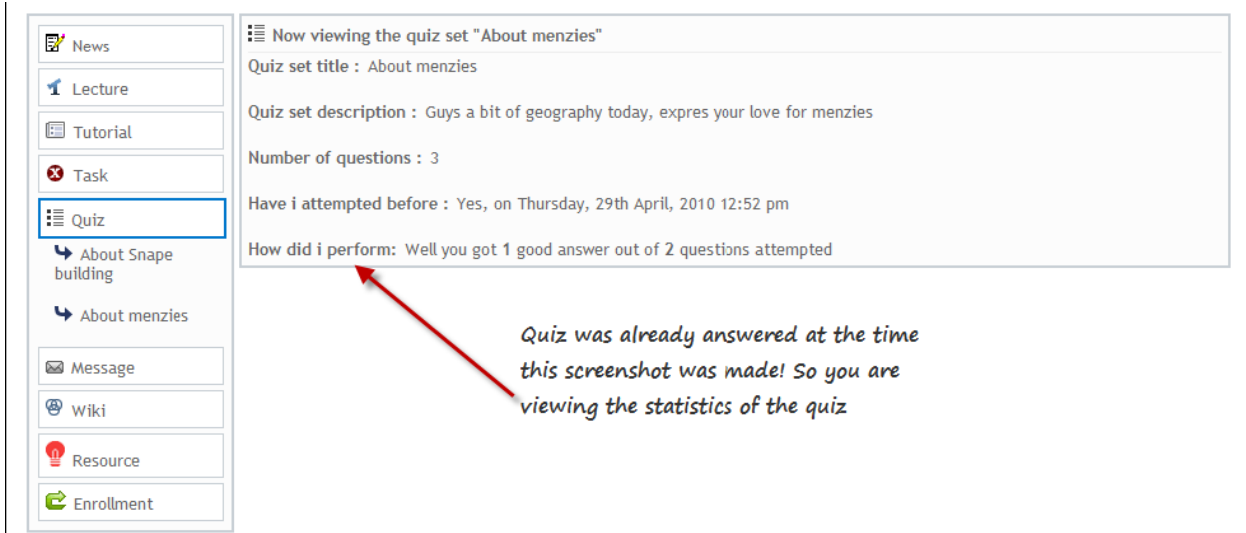 News
Lecture
Tutorial
Task
Quiz
About Snape
building
About menzies
Message
Wiki
Resource
Enrollment
Now viewing the quiz set "About menzies"
Quiz set title : About menzies
Quiz set description : Guys a bit of geography today, expres your love for menzies
Number of questions : 3
Have i attempted before : Yes, on Thursday, 29th April, 2010 12:52 pm
How did i perform: Well you got 1 good answer out of 2 questions attempted
Quiz was already answered at the time
this screenshot was made! So you are
viewing the statistics of the quiz